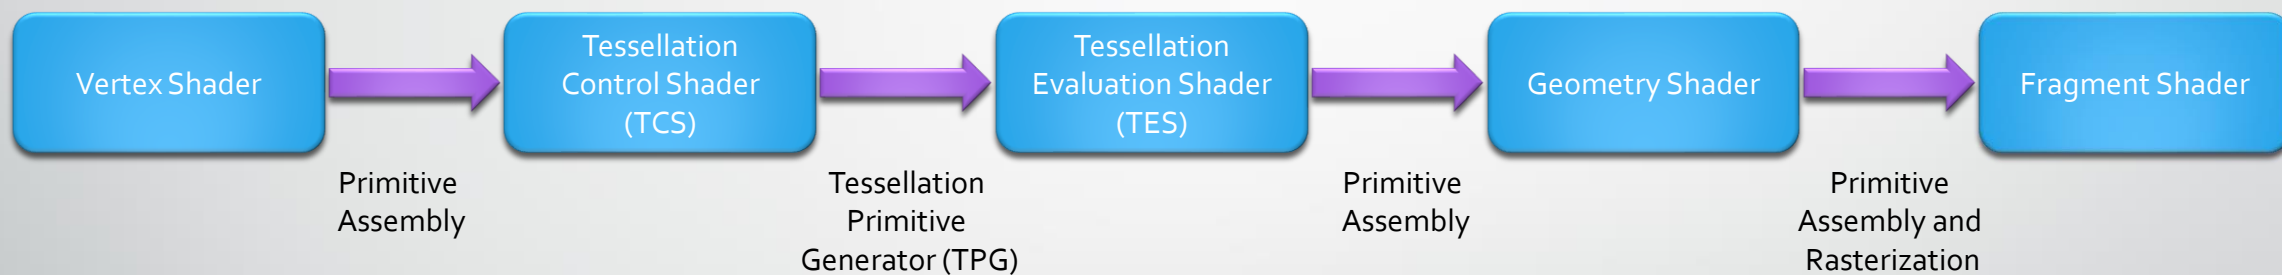 Vertex Shader
Tessellation
Control Shader
(TCS)
Tessellation
Evaluation Shader
(TES)
Geometry Shader
Fragment Shader
Primitive
Assembly
Tessellation
Primitive
Generator (TPG)
Primitive
Assembly
Primitive
Assembly and
Rasterization